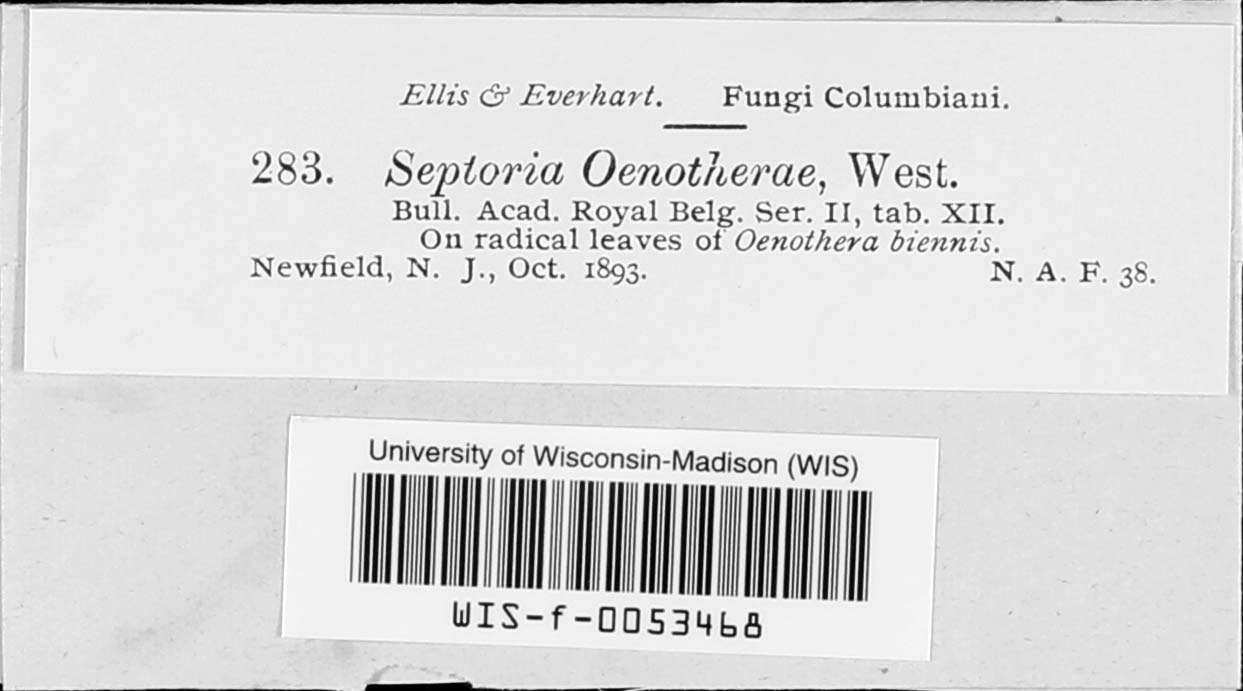 Ellis & Everhart. Fungi Columbiani.
283. Septoria Oenotherae, West.
Bull. Acad. Royal Belg. Ser. II, tab. XII.
On radical leaves of Oenothera biennis.
Newfield, N. J., Oct. 1893. N. A. F. 38.
University of Wisconsin-Madison (WIS)
WIS-f-0053468